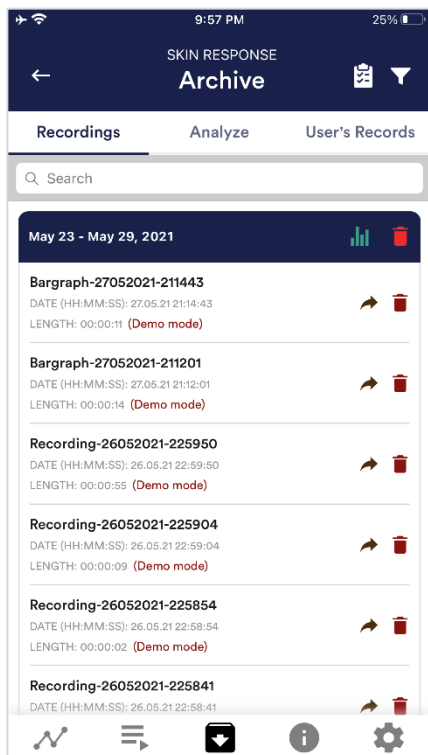 9:57 PM
25%
SKIN RESPONSE
Archive
Recordings Analyze User's Records
Search
May 23 - May 29, 2021
Bargraph-27052021-211443
DATE (HH:MM:SS): 27.05.21 21:14:43
LENGTH: 00:00:11 (Demo mode)
Bargraph-27052021-211201
DATE (HH:MM:SS): 27.05.21 21:12:01
LENGTH: 00:00:14 (Demo mode)
Recording-26052021-225950
DATE (HH:MM:SS): 26.05.21 22:59:50
LENGTH: 00:00:55 (Demo mode)
Recording-26052021-225904
DATE (HH:MM:SS): 26.05.21 22:59:04
LENGTH: 00:00:09 (Demo mode)
Recording-26052021-225854
DATE (HH:MM:SS): 26.05.21 22:58:54
LENGTH: 00:00:02 (Demo mode)
Recording-26052021-225841
DATE (HH:MM:SS): 26.05.21 22:58:41